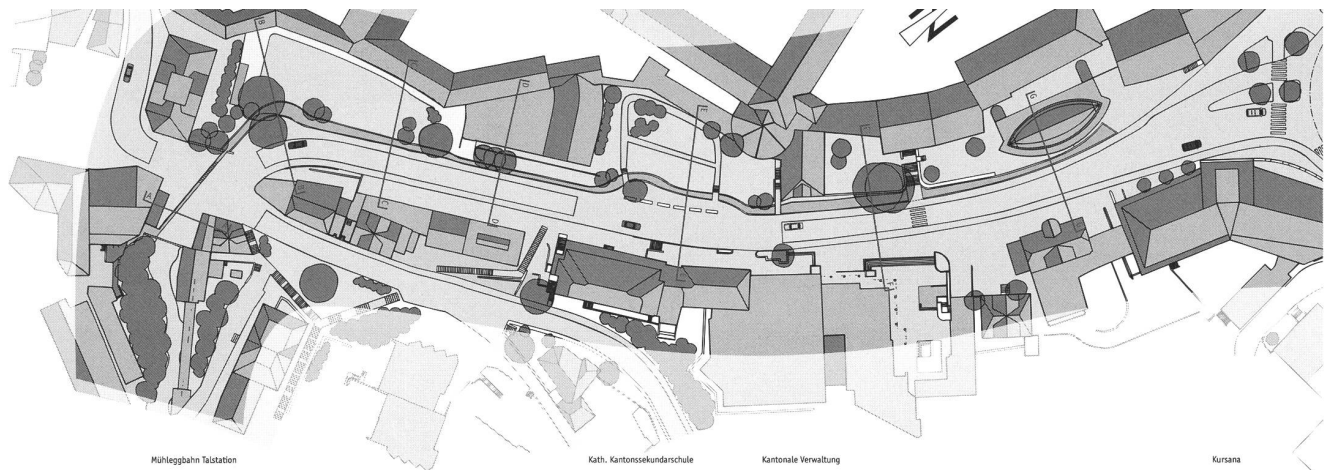 B
D
C
E
G
A
B
C
D
Mühleggbahn Talstation
Kath. Kantonssekundarschule
Kantonale Verwaltung
Kursana